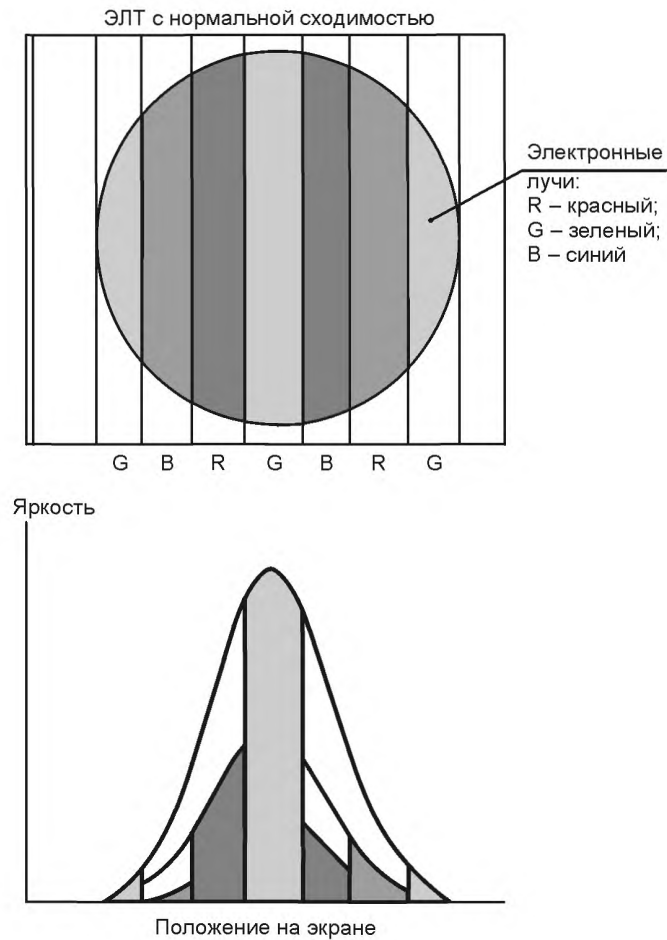 ЭЛТ с нормальной сходимостью
Электронные
лучи:
R – красный;
G – зеленый;
B – синий
G B R G B R G
Яркость
Положение на экране